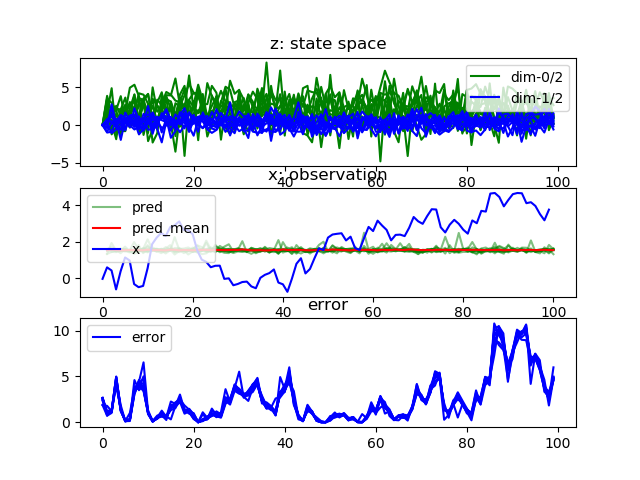 z: state space
dim-0/2
dim-1/2
5
0
−5
0 20 40 60 80 100
x: observation
pred
pred_mean
x
4
2
0
0 20 40 60 80 100
error
error
10
5
0
0 20 40 60 80 100